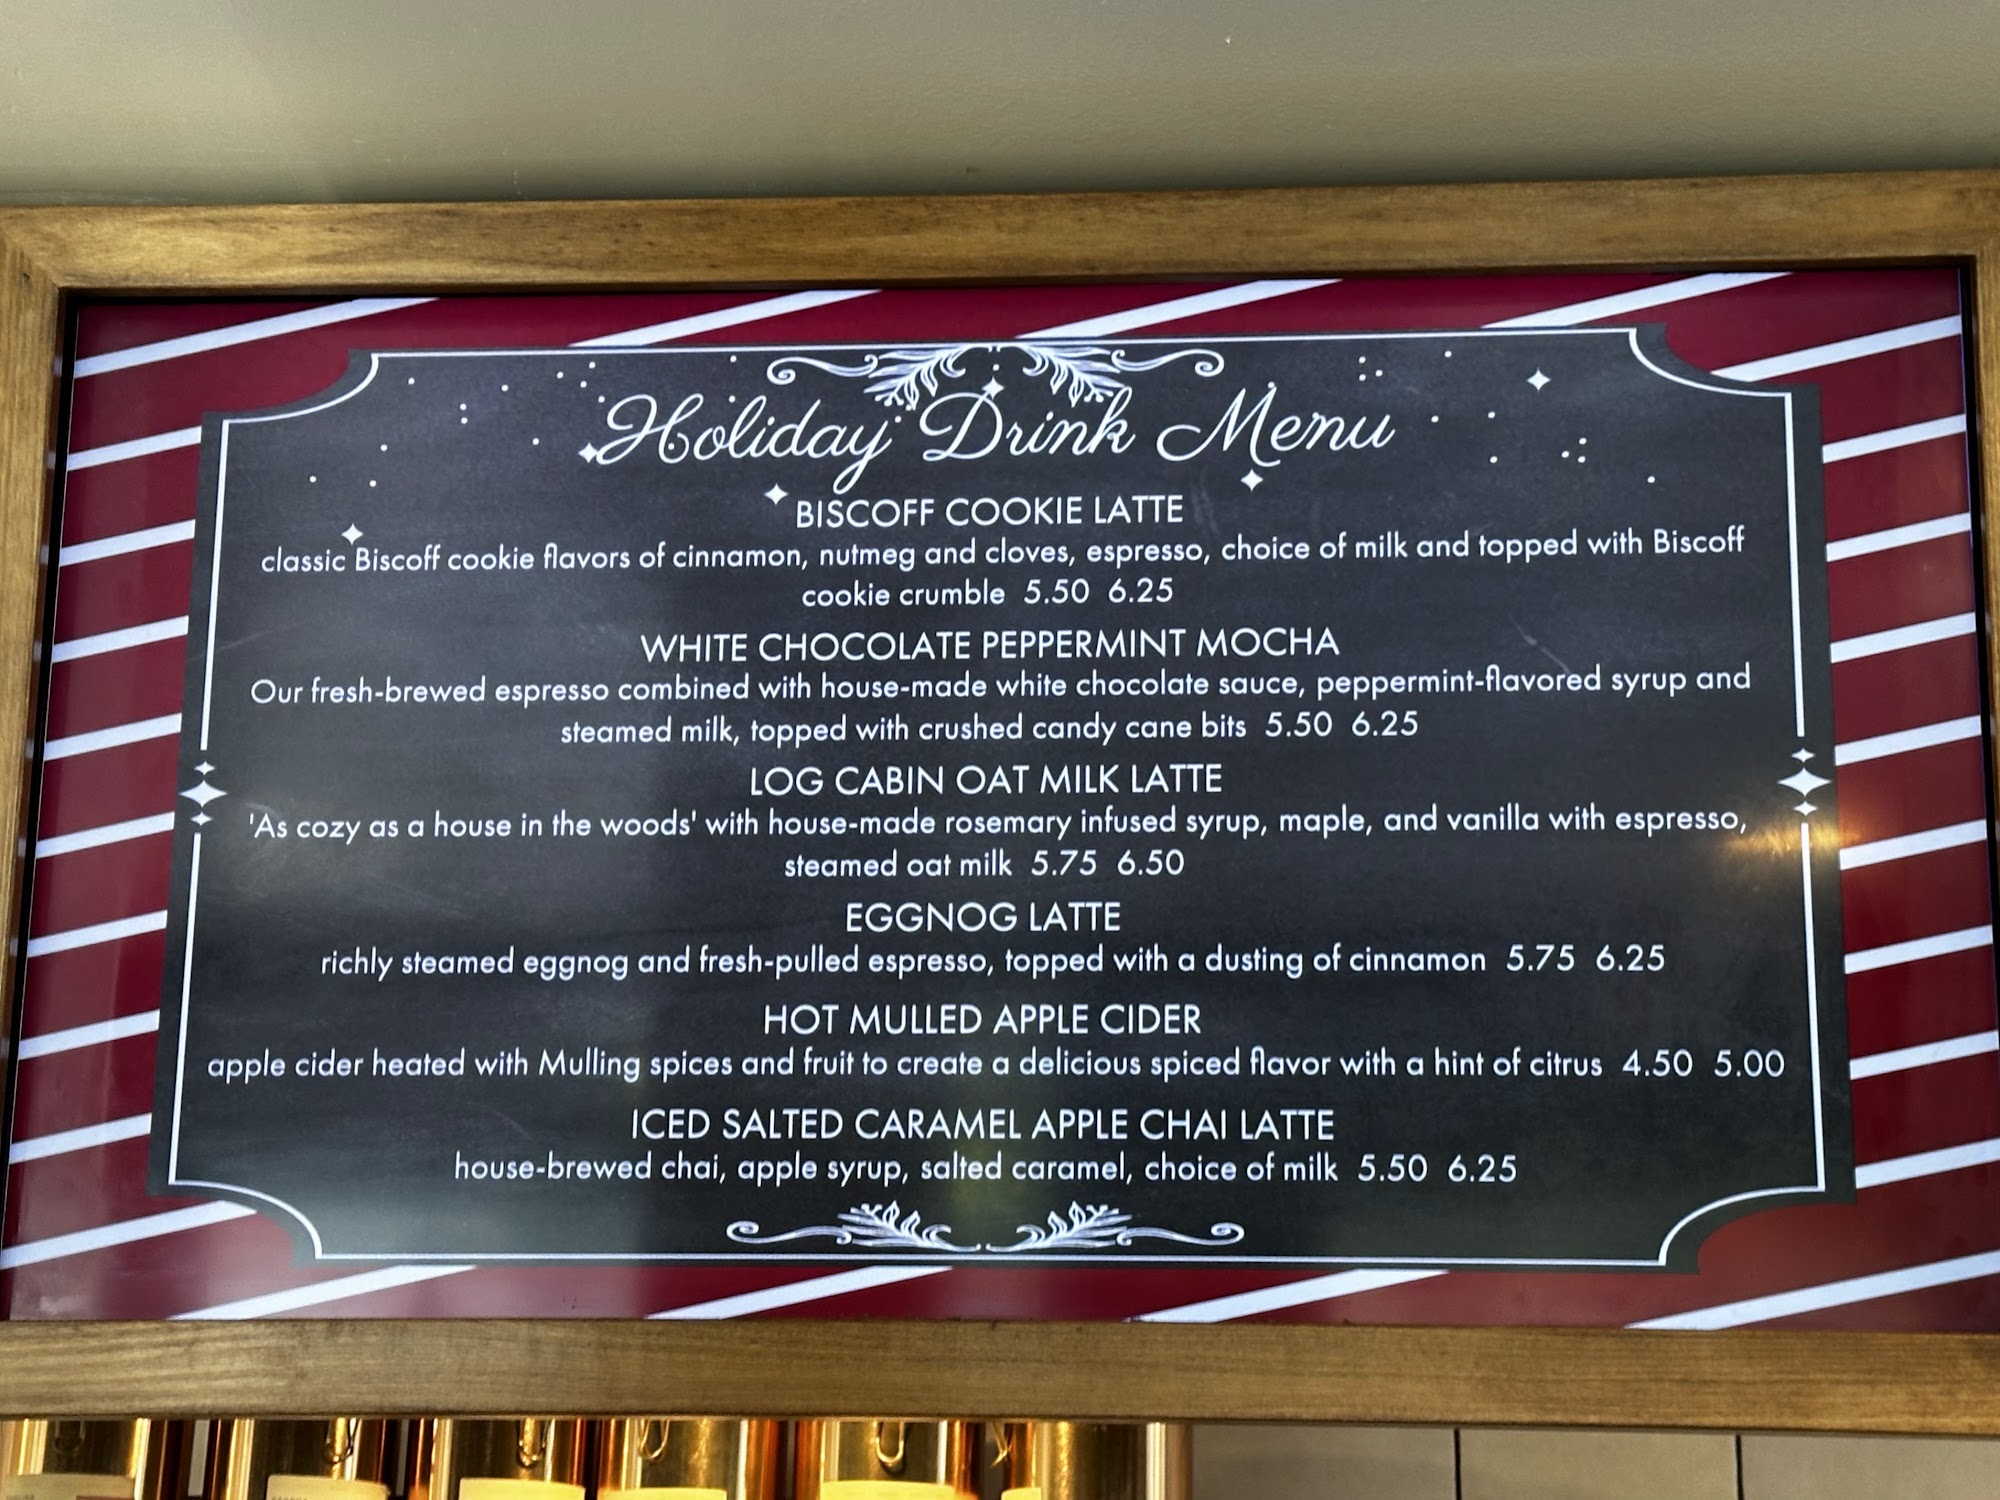 Holiday Drink Menu
BISCOFF COOKIE LATTE
classic Biscoff cookie flavors of cinnamon, nutmeg and cloves, espresso, choice of milk and topped with Biscoff
cookie crumble 5.50 6.25
WHITE CHOCOLATE PEPPERMINT MOCHA
Our fresh-brewed espresso combined with house-made white chocolate sauce, peppermint-flavored syrup and
steamed milk, topped with crushed candy cane bits 5.50 6.25
LOG CABIN OAT MILK LATTE
'As cozy as a house in the woods' with house-made rosemary infused syrup, maple, and vanilla with espresso,
steamed oat milk 5.75 6.50
EGGNOG LATTE
richly steamed eggnog and fresh-pulled espresso, topped with a dusting of cinnamon 5.75 6.25
HOT MULLED APPLE CIDER
apple cider heated with Mulling spices and fruit to create a delicious spiced flavor with a hint of citrus 4.50 5.00
ICED SALTED CARAMEL APPLE CHAI LATTE
house-brewed chai, apple syrup, salted caramel, choice of milk 5.50 6.25